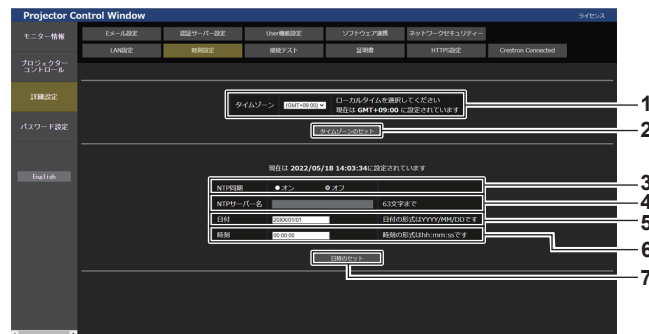 Projector Control Window
ライセンス
モニター情報
Eメール設定 認証サーバー設定 User機能設定 ソフトウェア連携 ネットワークセキュリティー
LAN設定 時刻設定 接続テスト 証明書 HTTPS設定 Crestron Connected
プロジェクター
コントロール
詳細設定
パスワード設定
English
タイムゾーン (GMT+09:00) ローカルタイムを選択してください
現在は GMT+09:00 に設定されています
1
タイムゾーンのセット 2
現在は 2022/05/18 14:03:34に設定されています
NTP同期 オン オフ 3
NTPサーバー名 63文字まで 4
日付 20XX/01/01 日付の形式はYYYY/MM/DDです 5
時刻 00:00:00 時刻の形式はhh:mm:ssです 6
日時のセット 7